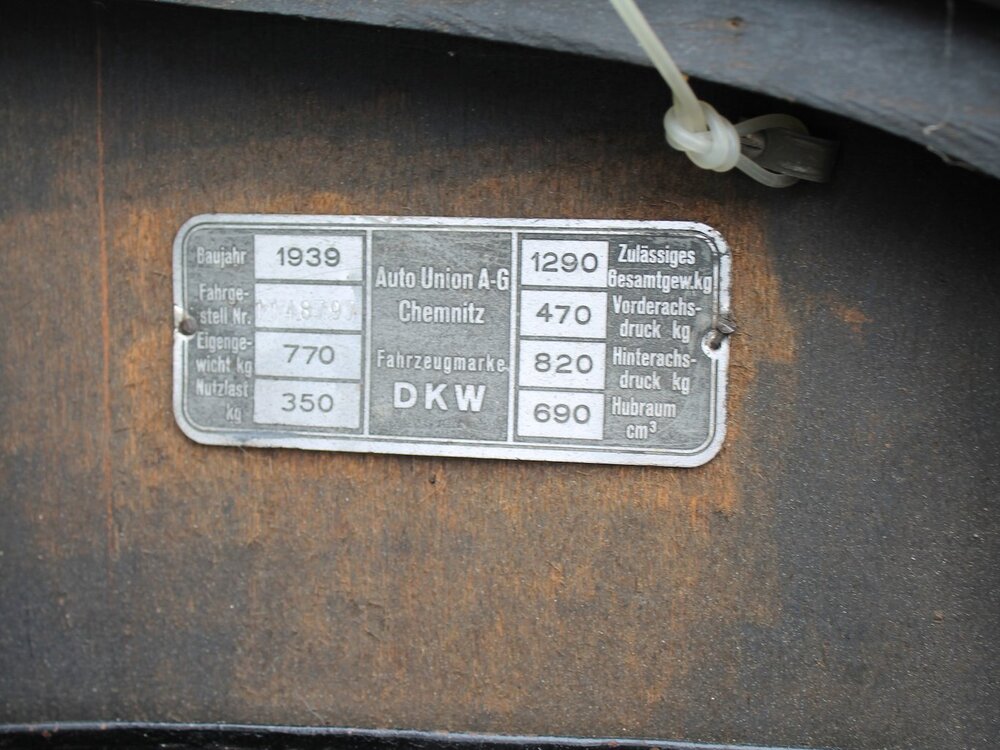 Baujahr 1939
Fahrge-
stell Nr.
Eigenge-
wicht kg 770
Nutzlast
kg 350
Auto Union A-G
Chemnitz
Fahrzeugmarke
DKW
1290 Zulässiges
Gesamtgew.kg
470 Vorderachs-
druck kg
820 Hinterachs-
druck kg
690 Hubraum
cm³